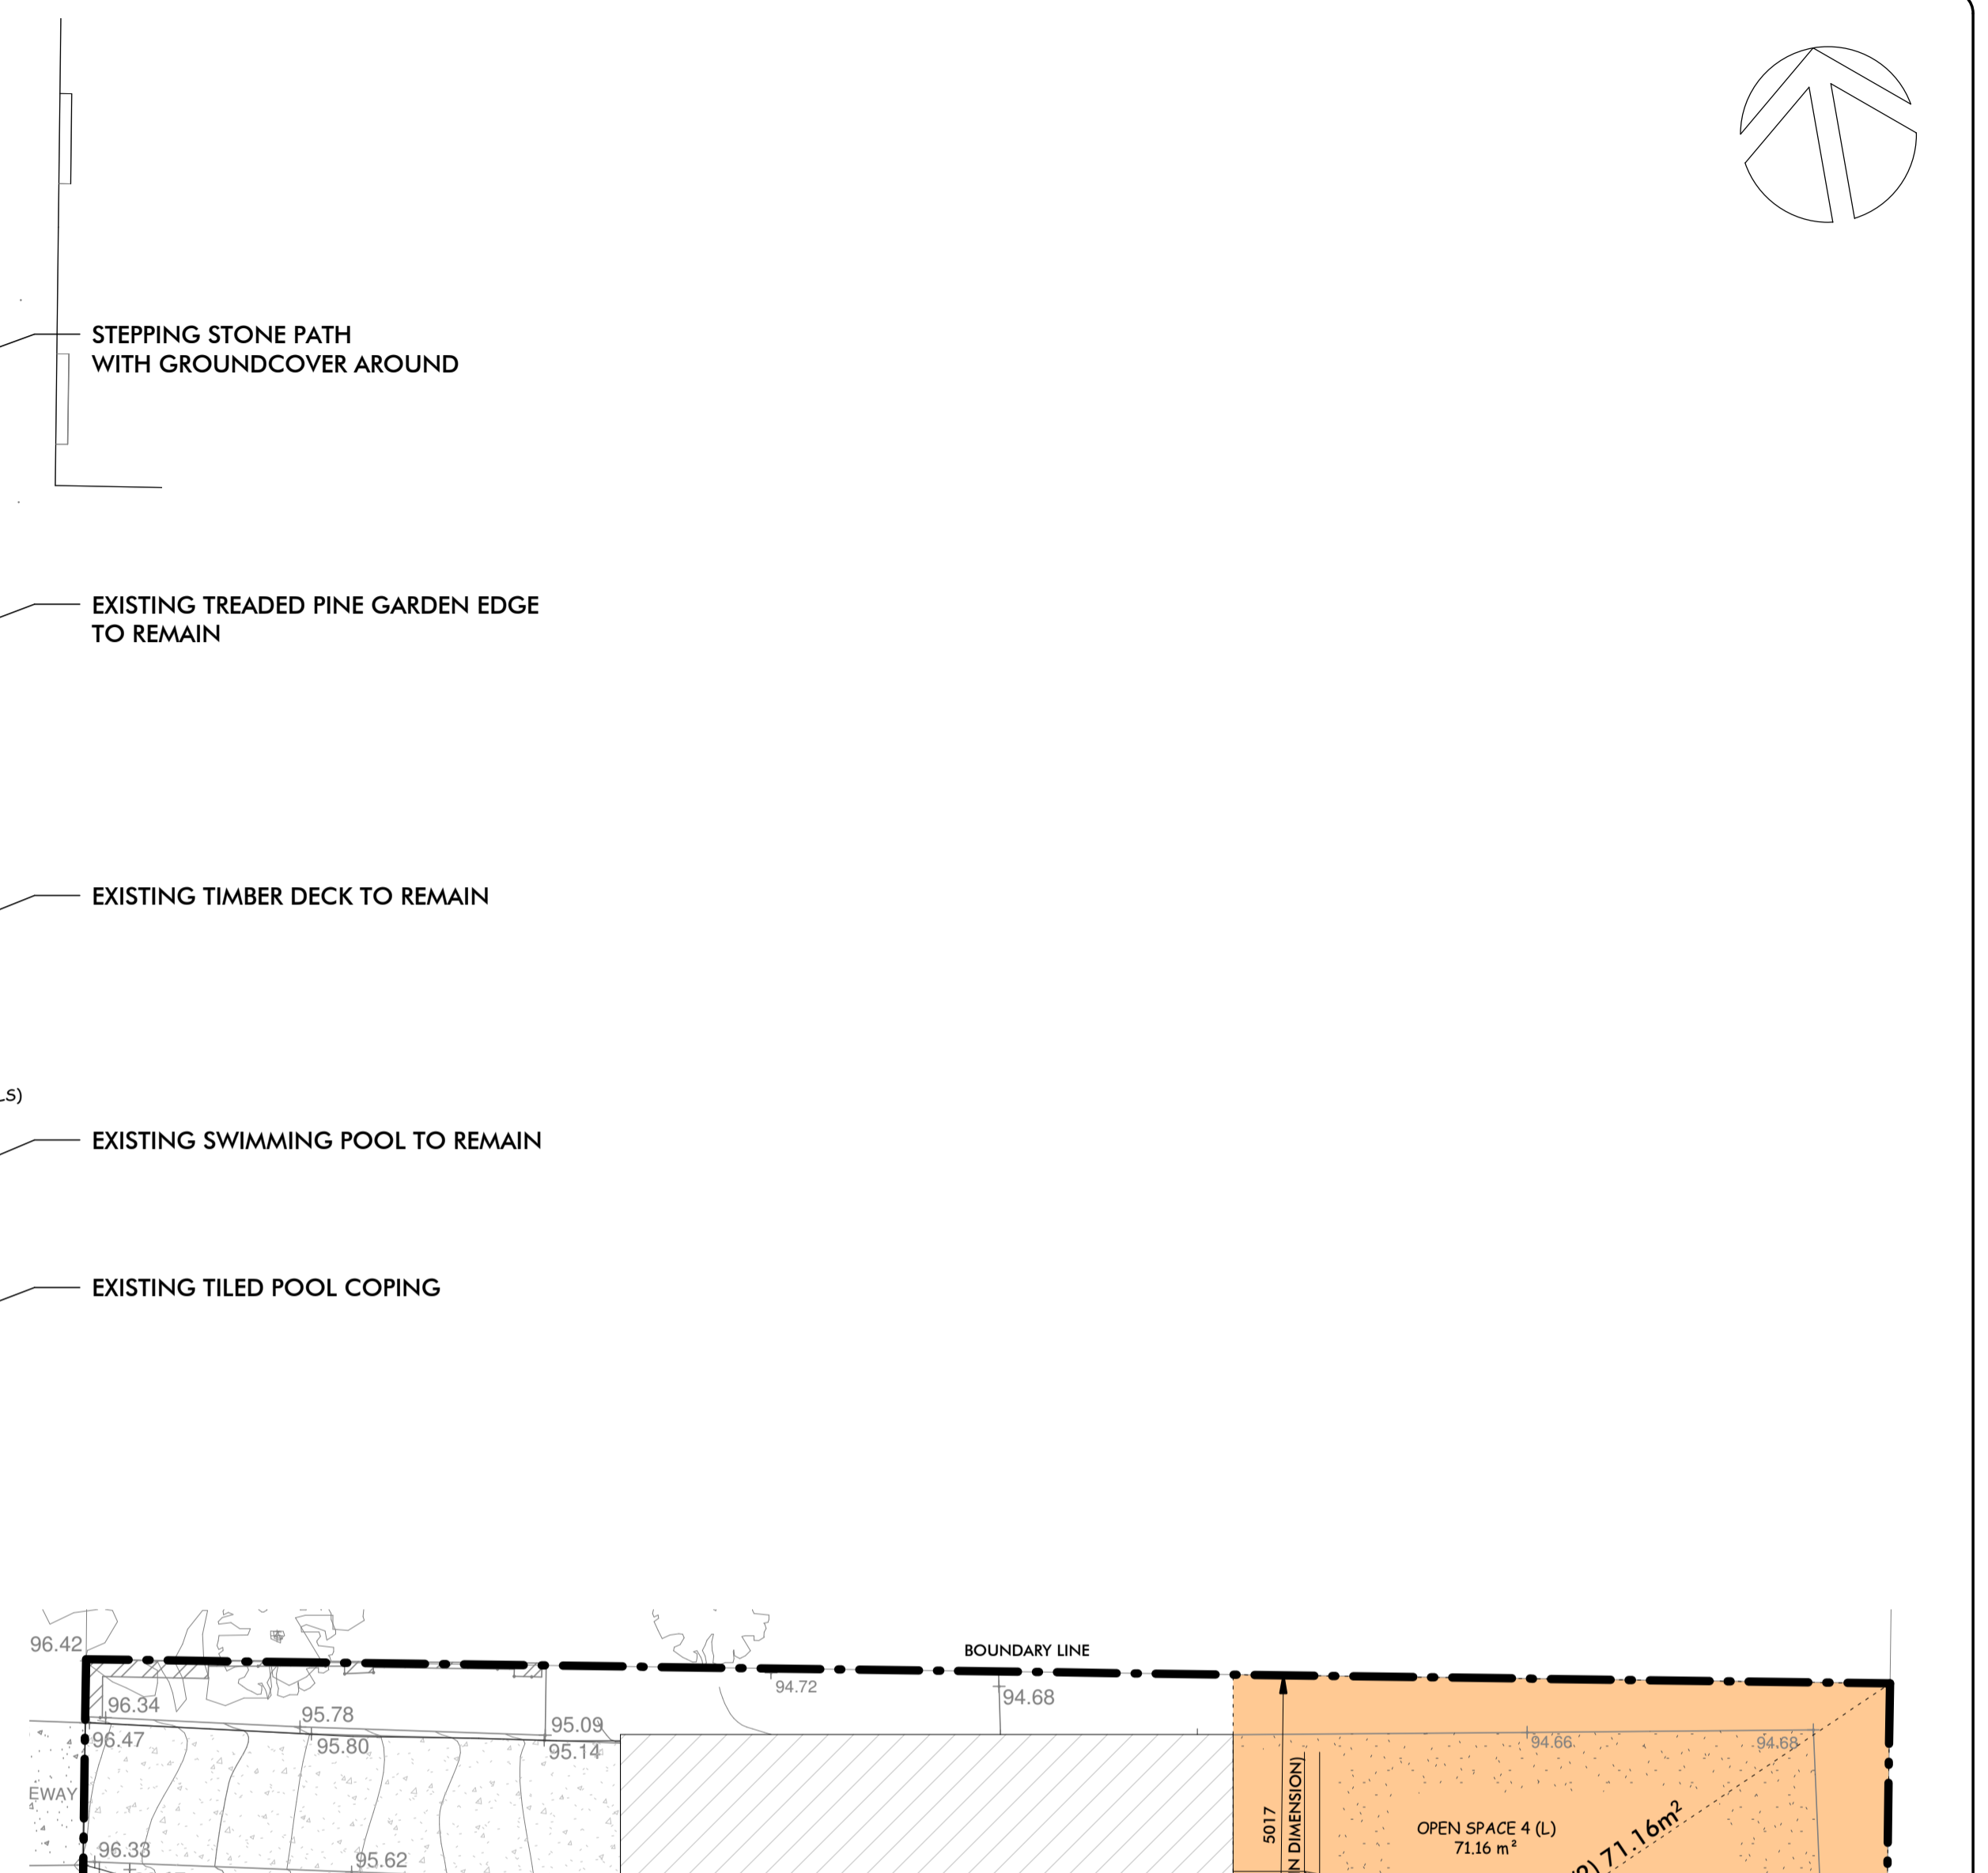 STEPPING STONE PATH
WITH GROUNDCOVER AROUND
EXISTING TREADED PINE GARDEN EDGE
TO REMAIN
EXISTING TIMBER DECK TO REMAIN
LS)
EXISTING SWIMMING POOL TO REMAIN
EXISTING TILED POOL COPING
96.42
BOUNDARY LINE
94.72
94.68
96.34
95.78
95.09
96.47
95.80
95.14
94.66
94.68
EWAY
5017
N DIMENSION)
OPEN SPACE 4 (L)
71.16 m²
2) 71.16m²
96.33
95.62